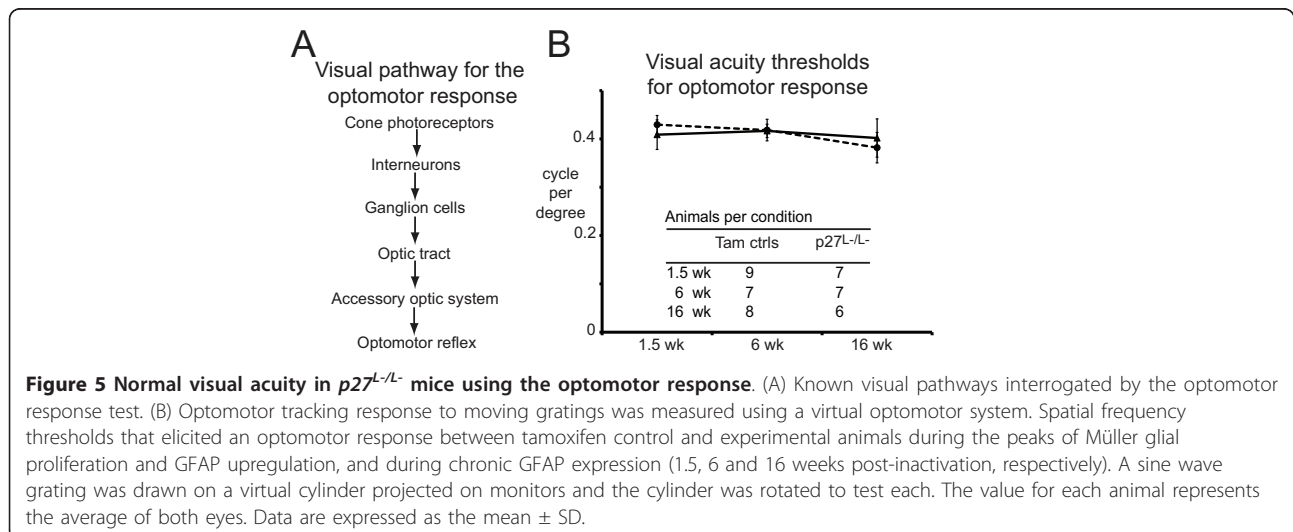 A
Visual pathway for the
optomotor response
Cone photoreceptors
Interneurons
Ganglion cells
Optic tract
Accessory optic system
Optomotor reflex
B
Visual acuity thresholds
for optomotor response
0.4
cycle
per
degree
0.2
0
Animals per condition
Tam ctrls p27L-/L-
1.5 wk 9 7
6 wk 7 7
16 wk 8 6
1.5 wk 6 wk 16 wk
Figure 5 Normal visual acuity in p27L-/L- mice using the optomotor response. (A) Known visual pathways interrogated by the optomotor
response test. (B) Optomotor tracking response to moving gratings was measured using a virtual optomotor system. Spatial frequency
thresholds that elicited an optomotor response between tamoxifen control and experimental animals during the peaks of Müller glial
proliferation and GFAP upregulation, and during chronic GFAP expression (1.5, 6 and 16 weeks post-inactivation, respectively). A sine wave
grating was drawn on a virtual cylinder projected on monitors and the cylinder was rotated to test each. The value for each animal represents
the average of both eyes. Data are expressed as the mean ± SD.